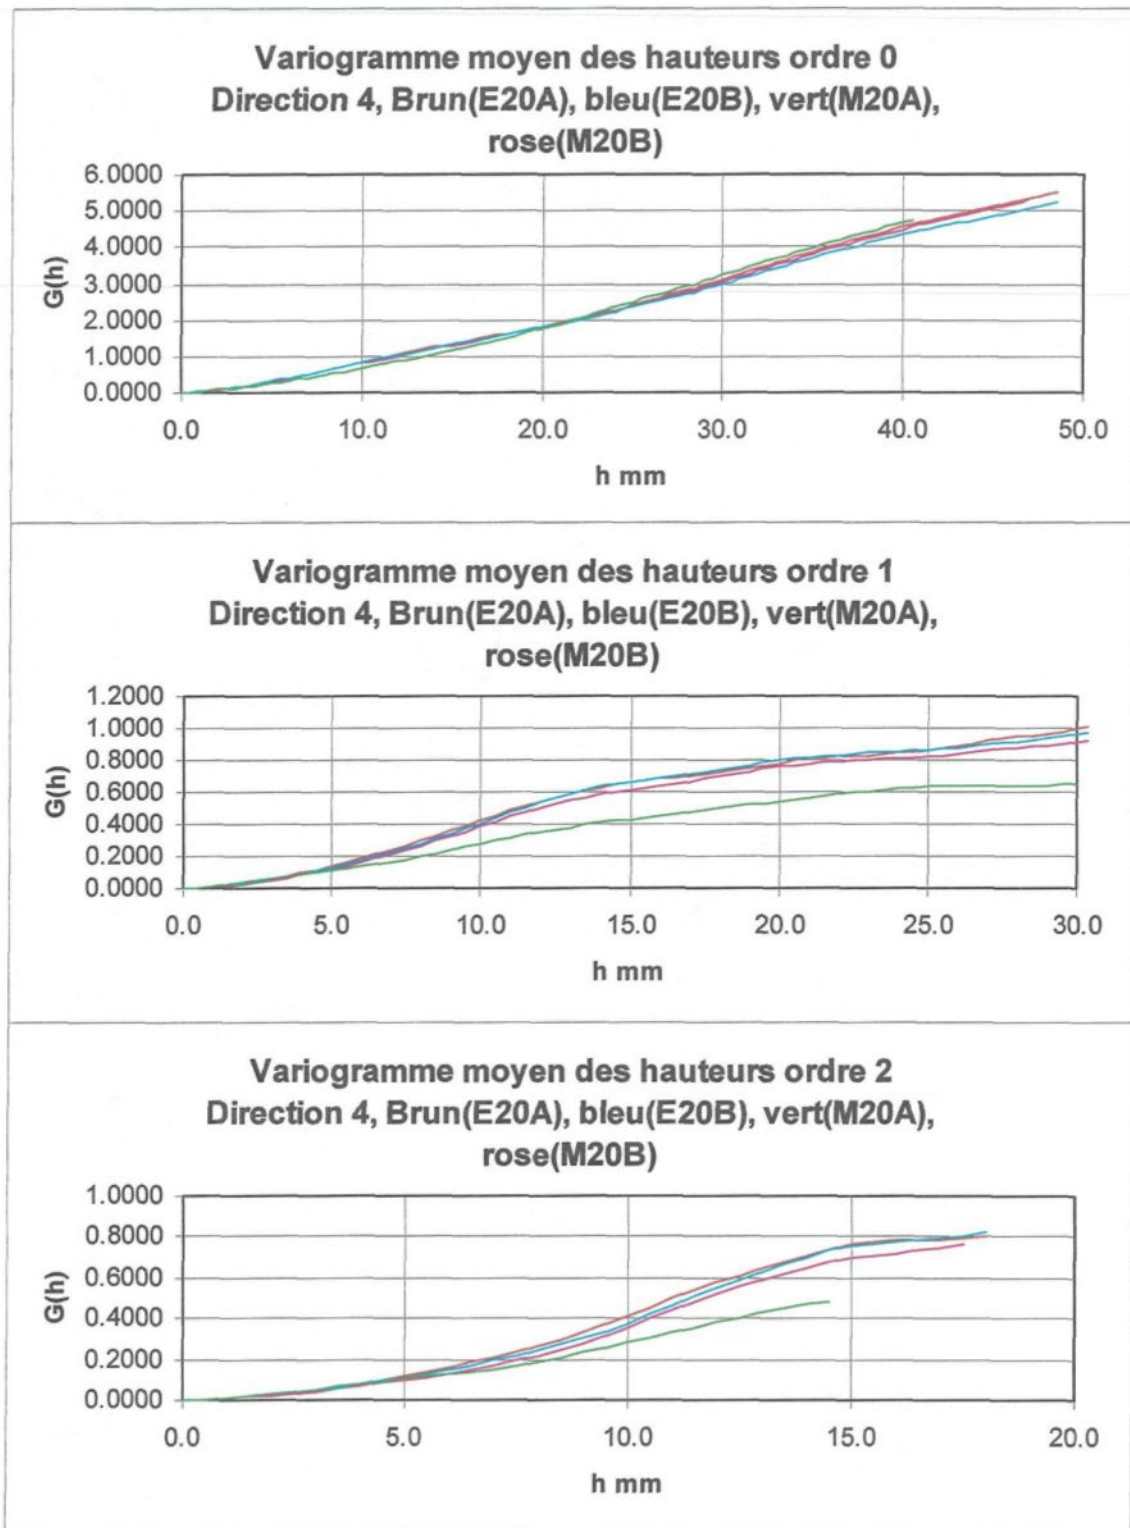 Variogramme moyen des hauteurs ordre 0
Direction 4, Brun(E20A), bleu(E20B), vert(M20A),
rose(M20B)
6.0000
5.0000
4.0000
3.0000
2.0000
1.0000
0.0000
G(h)
0.0 10.0 20.0 30.0 40.0 50.0
h mm
Variogramme moyen des hauteurs ordre 1
Direction 4, Brun(E20A), bleu(E20B), vert(M20A),
rose(M20B)
1.2000
1.0000
0.8000
0.6000
0.4000
0.2000
0.0000
G(h)
0.0 5.0 10.0 15.0 20.0 25.0 30.0
h mm
Variogramme moyen des hauteurs ordre 2
Direction 4, Brun(E20A), bleu(E20B), vert(M20A),
rose(M20B)
1.0000
0.8000
0.6000
0.4000
0.2000
0.0000
G(h)
0.0 5.0 10.0 15.0 20.0
h mm